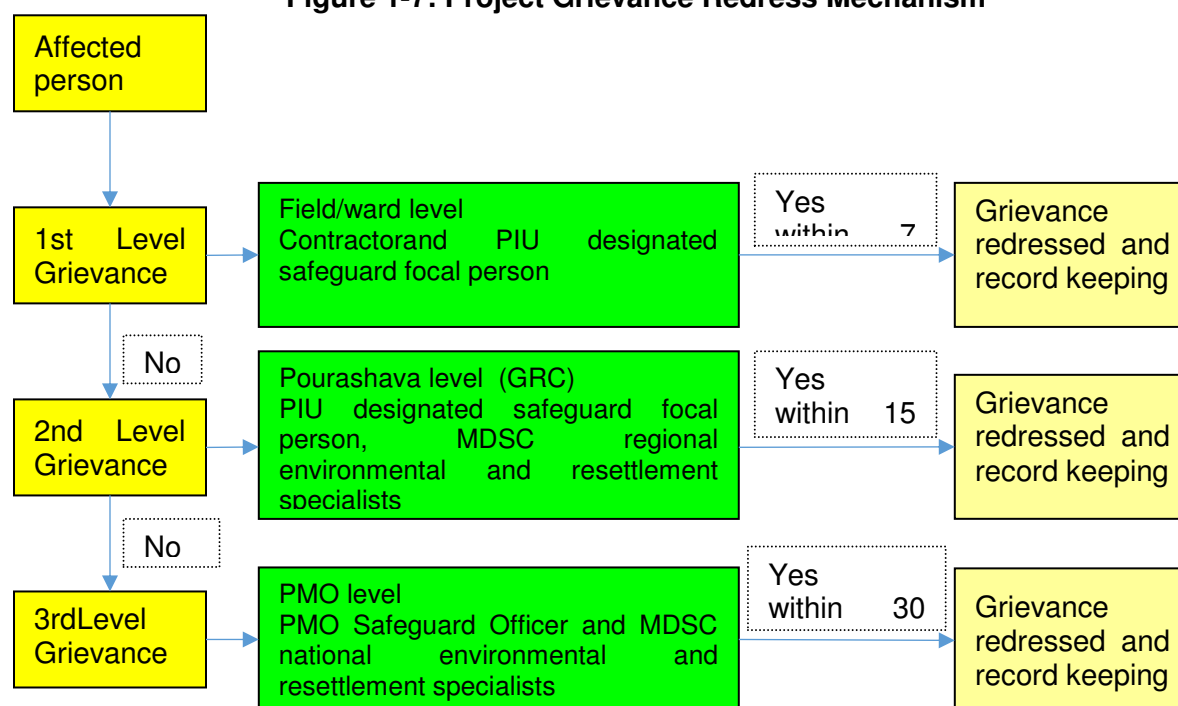 Figure 1-7: Project Grievance Redress Mechanism
Affected
person
1st Level
Grievance
Field/ward level
Contractorand PIU designated
safeguard focal person
Yes
within 7
Grievance
redressed and
record keeping
No
2nd Level
Grievance
Pourashava level (GRC)
PIU designated safeguard focal
person, MDSC regional
environmental and resettlement
specialists
Yes
within 15
Grievance
redressed and
record keeping
No
3rdLevel
Grievance
PMO level
PMO Safeguard Officer and MDSC
national environmental and
resettlement specialists
Yes
within 30
Grievance
redressed and
record keeping